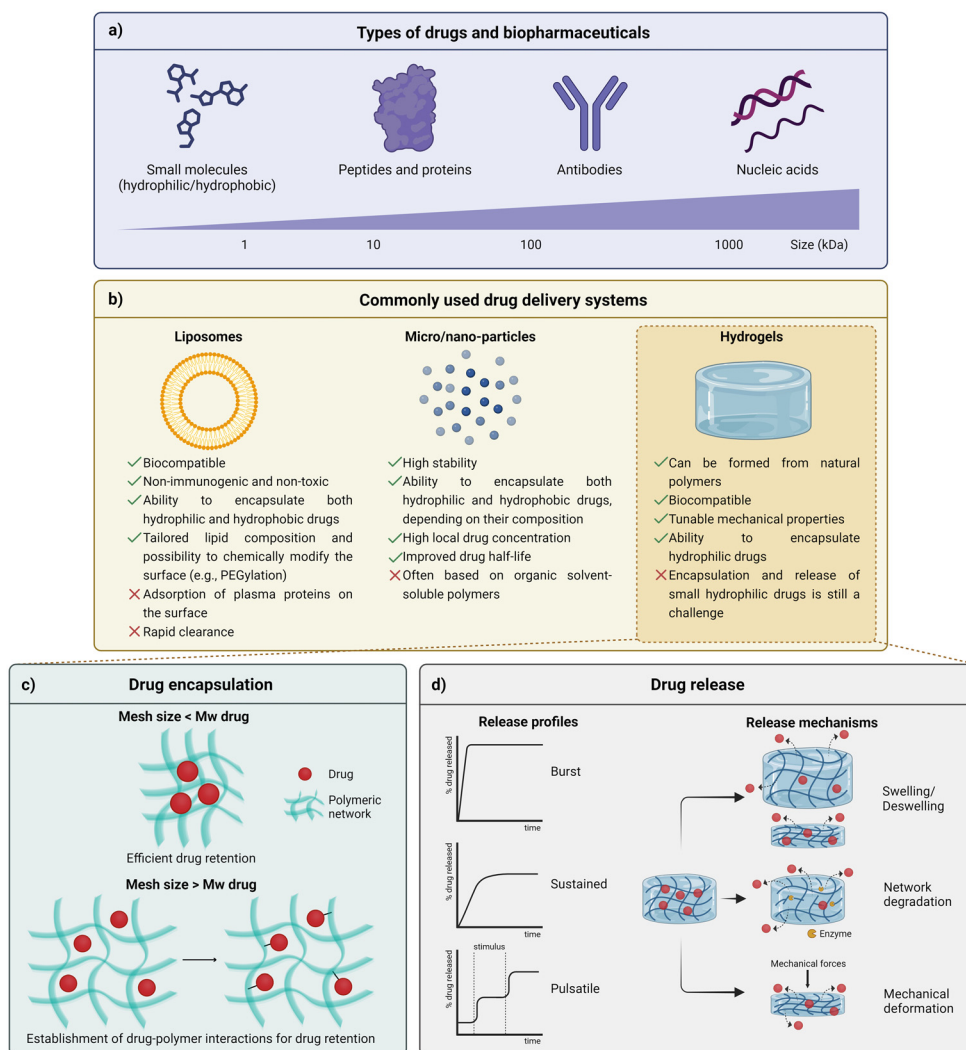 a)
Types of drugs and biopharmaceuticals
Small molecules
(hydrophilic/hydrophobic)
Peptides and proteins
Antibodies
Nucleic acids
1
10
100
1000
Size (kDa)
b)
Commonly used drug delivery systems
Liposomes
Biocompatible
Non-immunogenic and non-toxic
Ability to encapsulate both
hydrophilic and hydrophobic drugs
Tailored lipid composition and
possibility to chemically modify the
surface (e.g., PEGylation)
Adsorption of plasma proteins on
the surface
Rapid clearance
Micro/nano-particles
High stability
Ability to encapsulate both
hydrophilic and hydrophobic drugs,
depending on their composition
High local drug concentration
Improved drug half-life
Often based on organic solvent-
soluble polymers
Hydrogels
Can be formed from natural
polymers
Biocompatible
Tunable mechanical properties
Ability to encapsulate
hydrophilic drugs
Encapsulation and release of
small hydrophilic drugs is still a
challenge
c)
Drug encapsulation
Mesh size < Mw drug
Drug
Polymeric
network
Efficient drug retention
Mesh size > Mw drug
Establishment of drug-polymer interactions for drug retention
d)
Drug release
Release profiles
% drug released
time
Burst
% drug released
time
Sustained
% drug released
stimulus
time
Pulsatile
Release mechanisms
Swelling/
Deswelling
Network
degradation
Enzyme
Mechanical forces
Mechanical
deformation